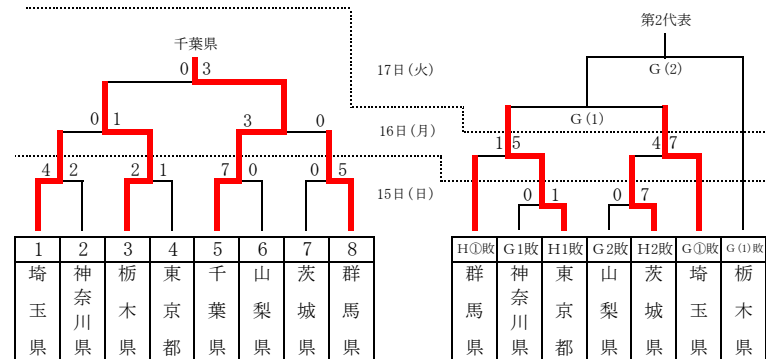 第2代表
千葉県
0 3
17日(火)
G(2)
0 1
3 0
16日(月)
G(1)
1 5
4 7
4 2
2 1
7 0
0 5
15日(日)
0 1
0 7
1 2 3 4 5 6 7 8
H①敗 G1敗 H1敗 G2敗 H2敗 G①敗 G(1)敗
埼玉県
神奈川県
栃木県
東京都
千葉県
山梨県
茨城県
群馬県
群馬県
神奈川県
東京都
山梨県
茨城県
埼玉県
栃木県